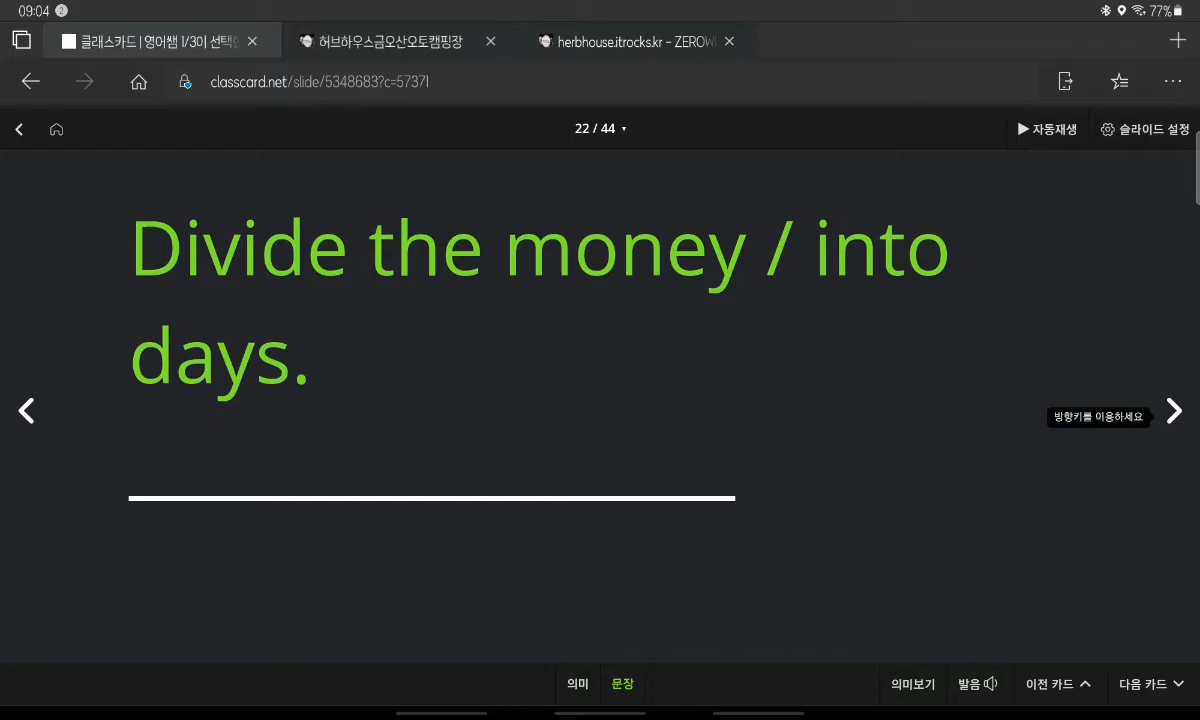 09:04 2 77%
클래스카드 | 영어쌤 1/30| 선택 허브하우스금오산오토캠핑장 herbhouse.itrocks.kr - ZEROW
classcard.net/slide/5348683?c=57371
22 / 44 자동재생 슬라이드 설정
Divide the money / into
days.
방향키를 이용하세요
의미 문장 의미보기 발음 이전 카드 다음 카드